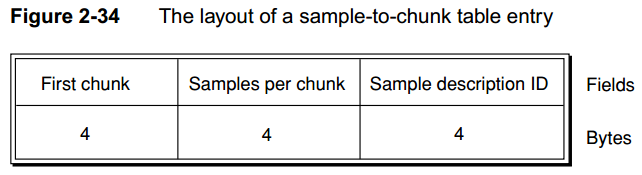 Figure 2-34 The layout of a sample-to-chunk table entry
First chunk Samples per chunk Sample description ID Fields
4 4 4 Bytes